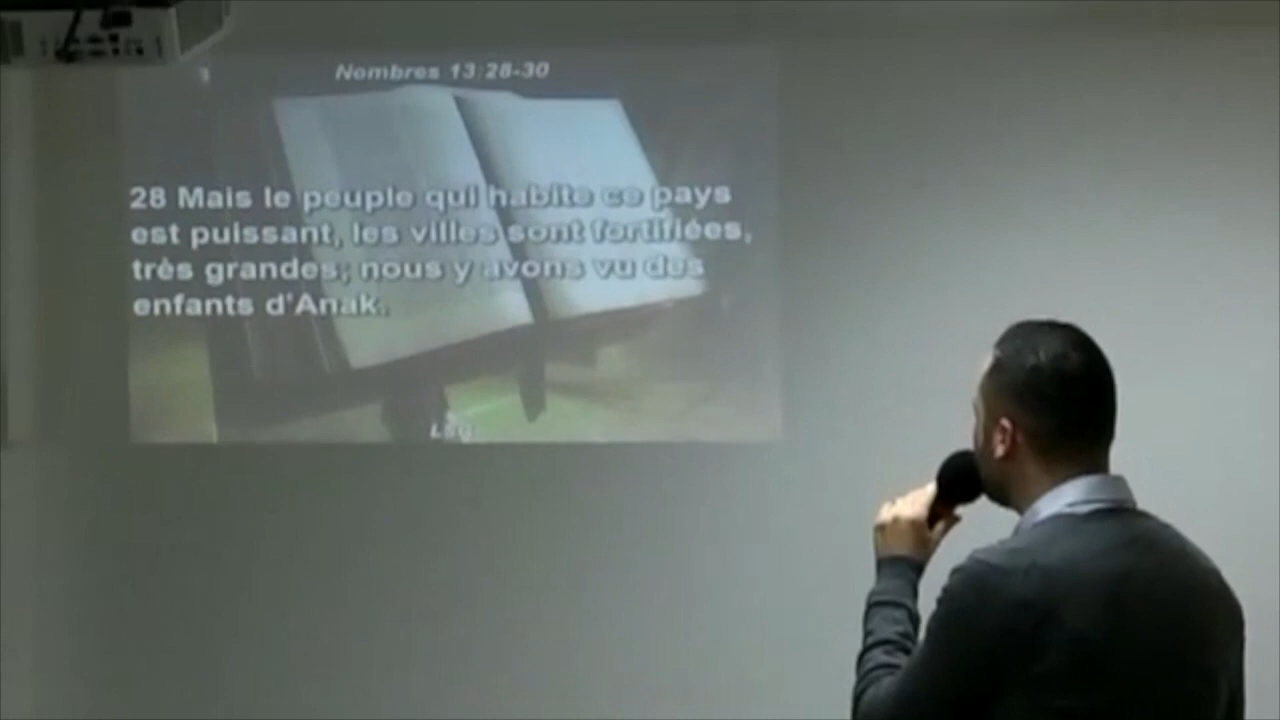 Nombres 13:28-30
28 Mais le peuple qui habite ce pays
est puissant, les villes sont fortifiées,
très grandes; nous y avons vu des
enfants d'Anak.
LSg